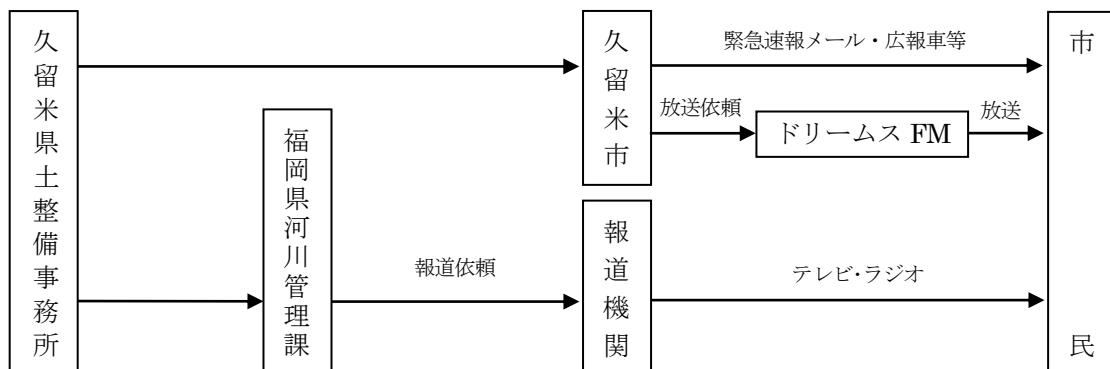 久留米県土整備事務所
福岡県河川管理課
報道依頼
久留米市
報道機関
緊急速報メール・広報車等
放送依頼
ドリームス FM
放送
テレビ・ラジオ
市民